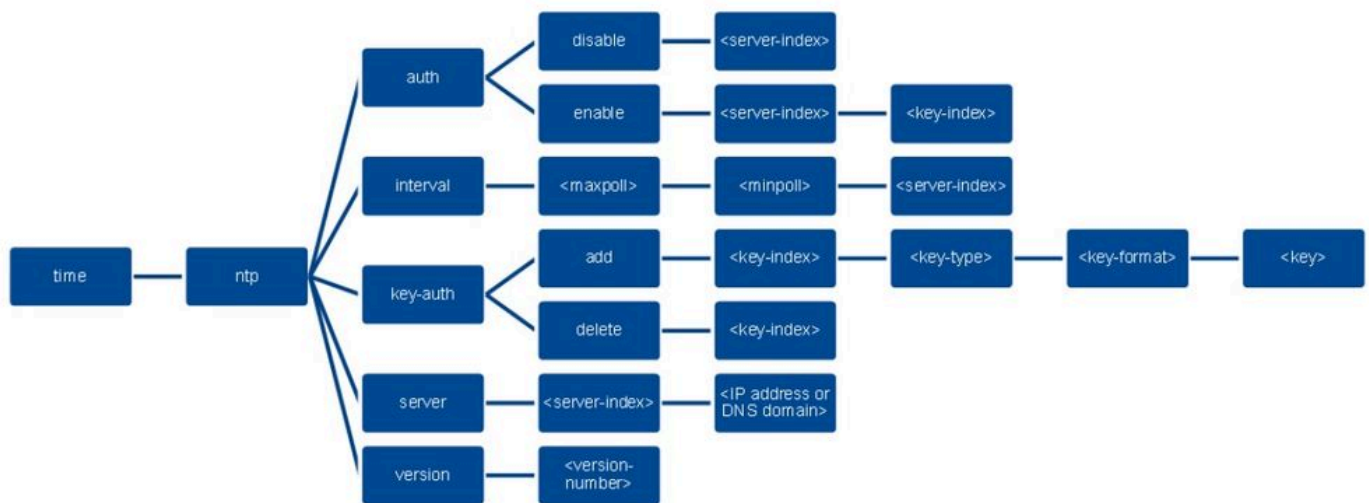 disable
<server-index>
auth
enable
<server-index>
<key-index>
interval
<maxpoll>
<minpoll>
<server-index>
time
ntp
add
<key-index>
<key-type>
<key-format>
<key>
key-auth
delete
<key-index>
server
<server-index>
<IP address or
DNS domain>
version
<version-
number>